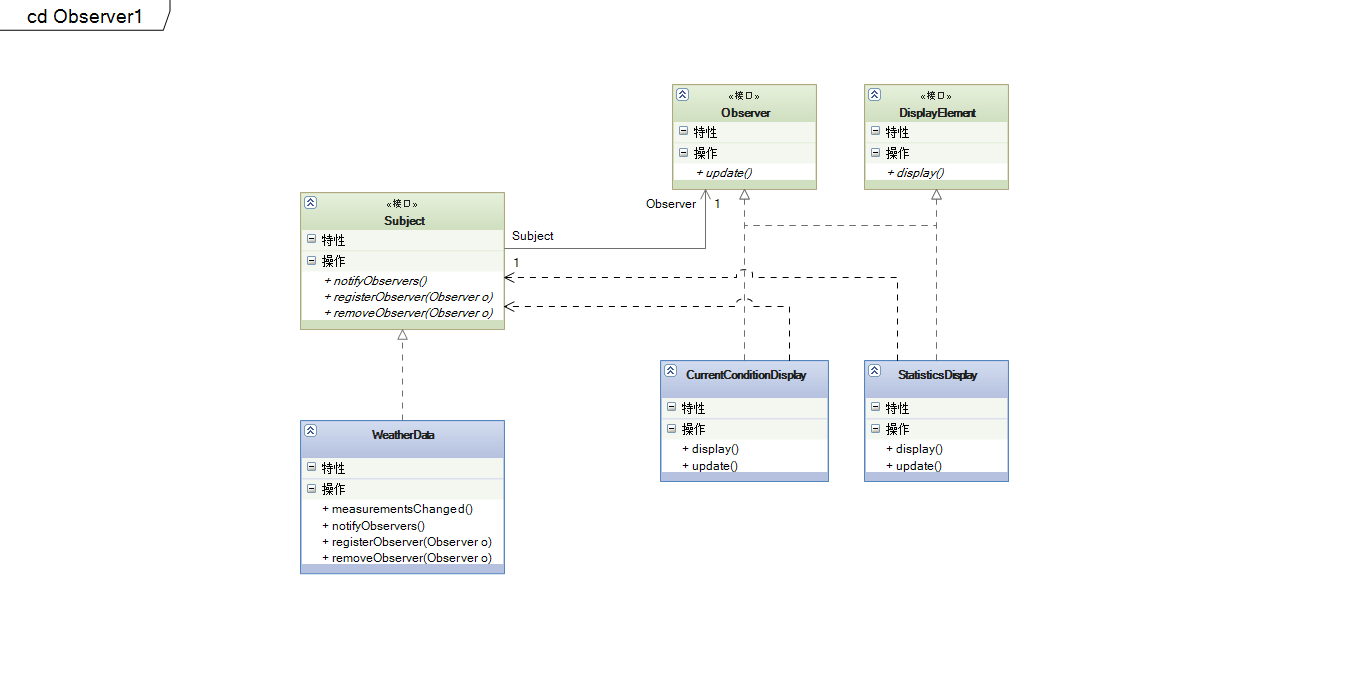 cd Observer1
«接口»
Observer
特性
操作
+ update()
«接口»
DisplayElement
特性
操作
+ display()
Observer
1
«接口»
Subject
特性
操作
+ notifyObservers()
+ registerObserver(Observer o)
+ removeObserver(Observer o)
Subject
1
CurrentConditionDisplay
特性
操作
+ display()
+ update()
StatisticsDisplay
特性
操作
+ display()
+ update()
WeatherData
特性
操作
+ measurementsChanged()
+ notifyObservers()
+ registerObserver(Observer o)
+ removeObserver(Observer o)